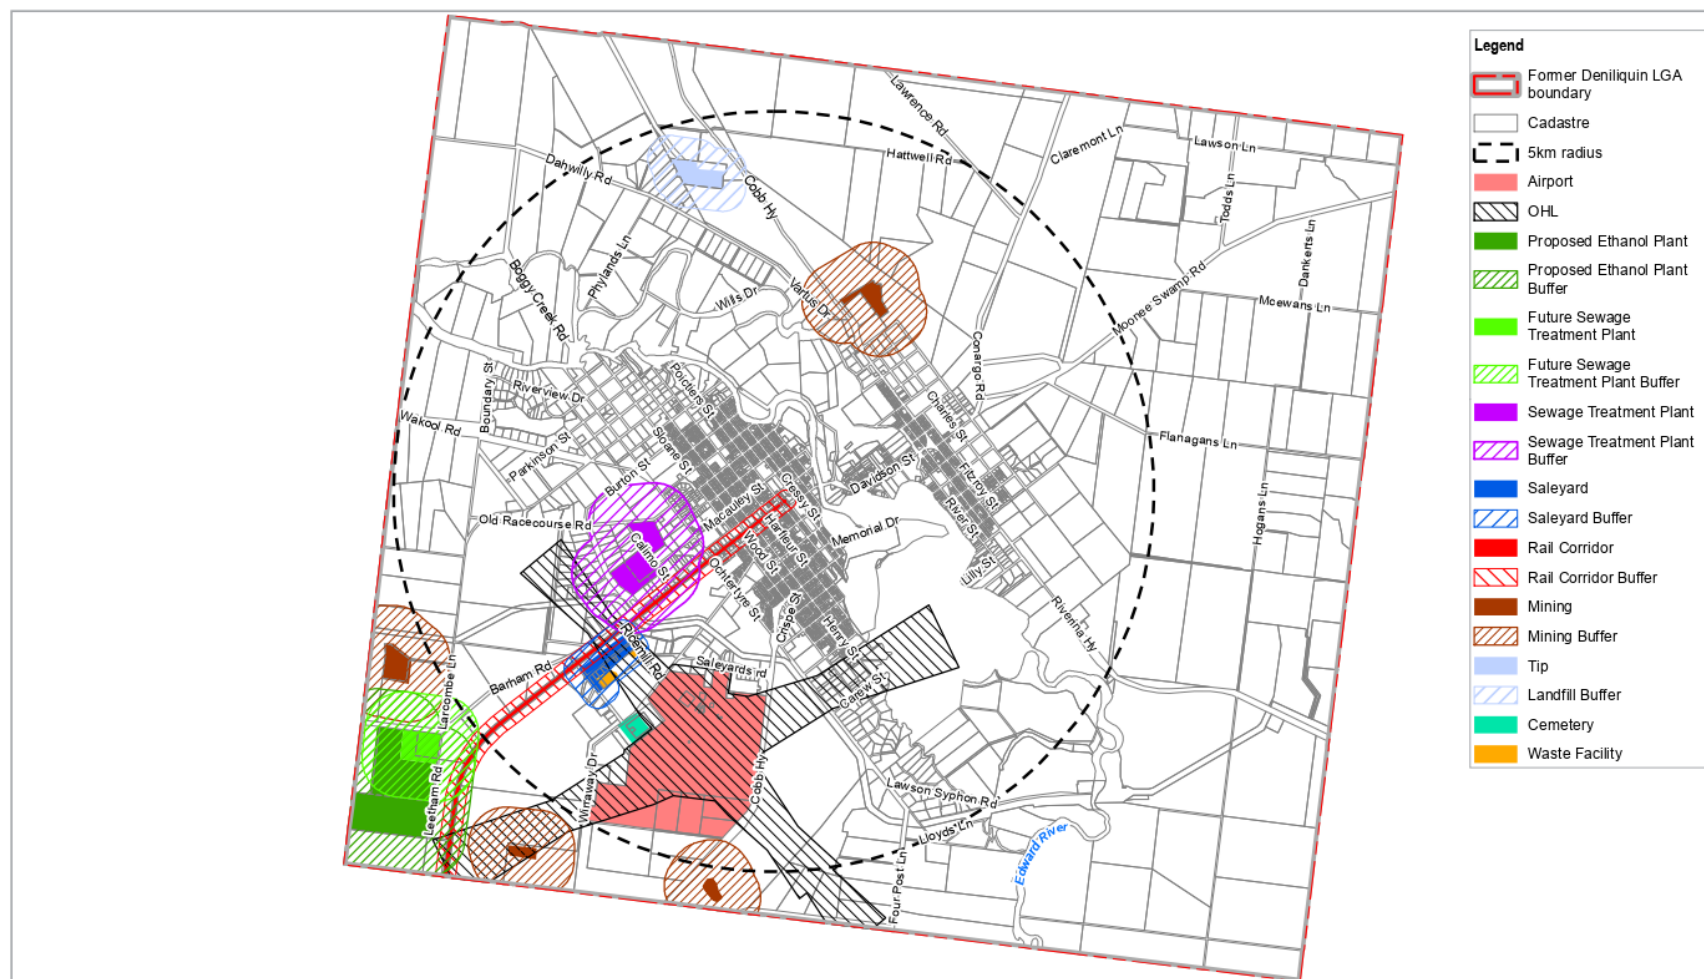 Legend
Former Deniliquin LGA
boundary
Cadastre
5km radius
Airport
OHL
Proposed Ethanol Plant
Proposed Ethanol Plant
Buffer
Future Sewage
Treatment Plant
Future Sewage
Treatment Plant Buffer
Sewage Treatment Plant
Sewage Treatment Plant
Buffer
Saleyard
Saleyard Buffer
Rail Corridor
Rail Corridor Buffer
Mining
Mining Buffer
Tip
Landfill Buffer
Cemetery
Waste Facility
Lawrence Rd
Claremont Ln
Lawson Ln
Hattwell Rd
Dahwilly Rd
Cobb Hy
Todds Ln
Dankerts Ln
Phylands Ln
Boggy Creek Rd
Wills Dr
Vartus Dr
Moonee Swamp Rd
Mcewans Ln
Conargo Rd
Poictiers St
Riverview Dr
Boundary St
Charles St
Wakool Rd
Flanagans Ln
Sloane St
Parkinson St
Burton St
Davidson St
Fitzroy St
Cressy St
Macauley St
Hogans Ln
River St
Old Racecourse Rd
Harfleur St
Memorial Dr
Wood St
Calimo St
Ochtertyre St
Lilly St
Crispe St
Riverina Hy
Henry St
Ricemill Rd
Saleyards rd
Barham Rd
Larcombe Ln
Carew St
Wirraway Dr
Cobb Hy
Leetham Rd
Lawson Syphon Rd
Lloyds Ln
Edward River
Four Post Ln